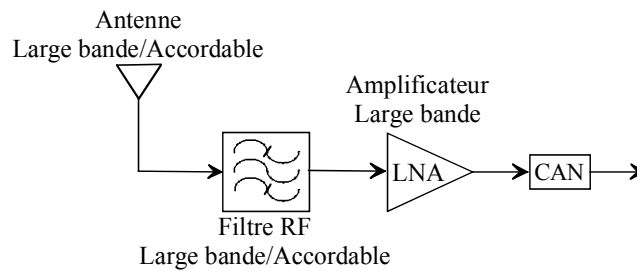 Antenne
Large bande/Accordable
Amplificateur
Large bande
LNA
CAN
Filtre RF
Large bande/Accordable